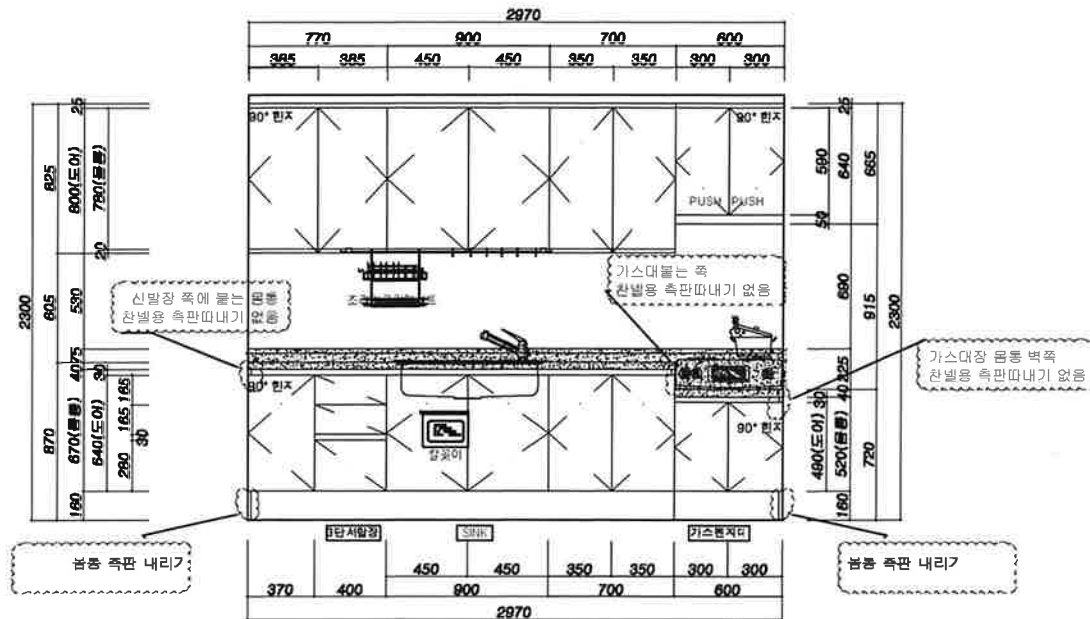 2970
770 900 700 600
385 385 450 450 350 350 300 300
25
25
90° 힌지
90° 힌지
825
800(도어)
780(몸통)
590
640
665
PUSH PUSH
20
50
2300
605
530
신발장 쪽에 붙는 몸통
찬넬용 측판따내기 없음
가스대붙는 쪽
찬넬용 측판따내기 없음
690
915
2300
75
40
30
125
40
30
가스대장 몸통 벽쪽
찬넬용 측판따내기 없음
90° 힌지
90° 힌지
870
670(몸통)
640(도어)
165
165
30
280
칼꽂이
490(도어)
520(몸통)
720
160
160
3단서랍장
SINK
몸통 측판 내리기
몸통 측판 내리기
450 450 350 350 300 300
370 400 900 700 600
2970